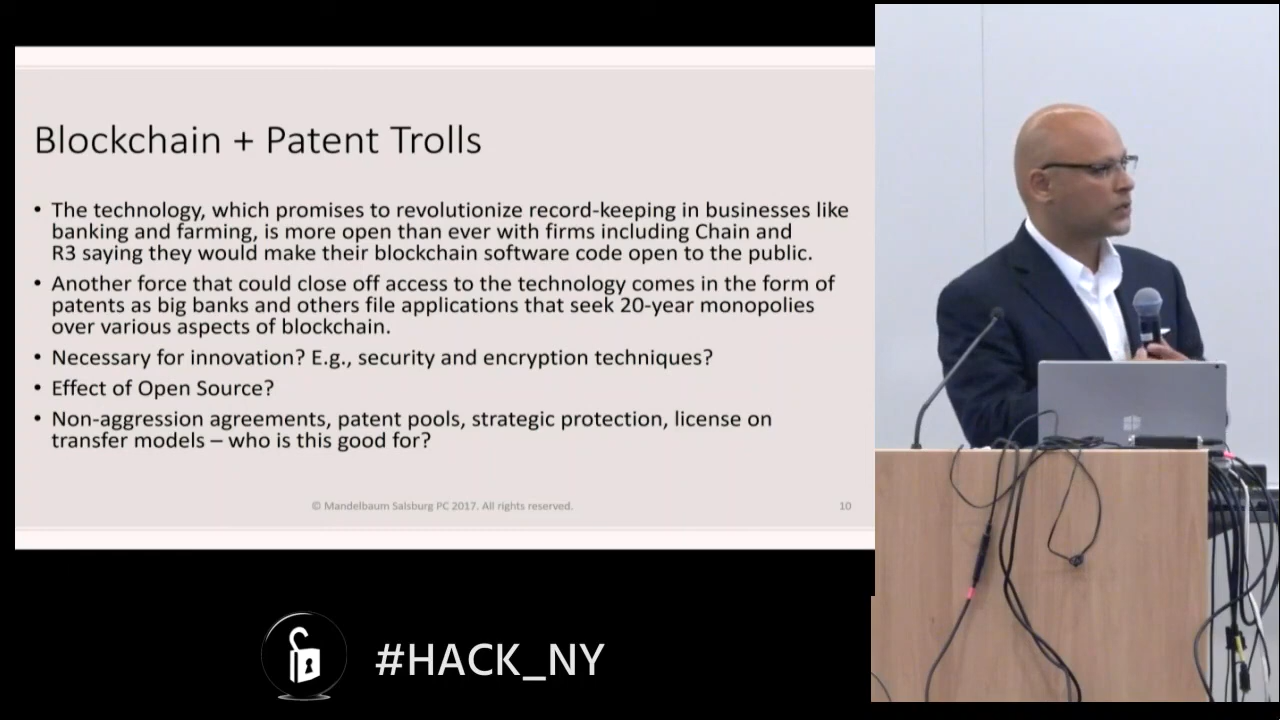 Blockchain + Patent Trolls
• The technology, which promises to revolutionize record-keeping in businesses like
banking and farming, is more open than ever with firms including Chain and
R3 saying they would make their blockchain software code open to the public.
• Another force that could close off access to the technology comes in the form of
patents as big banks and others file applications that seek 20-year monopolies
over various aspects of blockchain.
• Necessary for innovation? E.g., security and encryption techniques?
• Effect of Open Source?
• Non-aggression agreements, patent pools, strategic protection, license on
transfer models – who is this good for?
© Mandelbaum Salsburg PC 2017. All rights reserved.
10
#HACK_NY